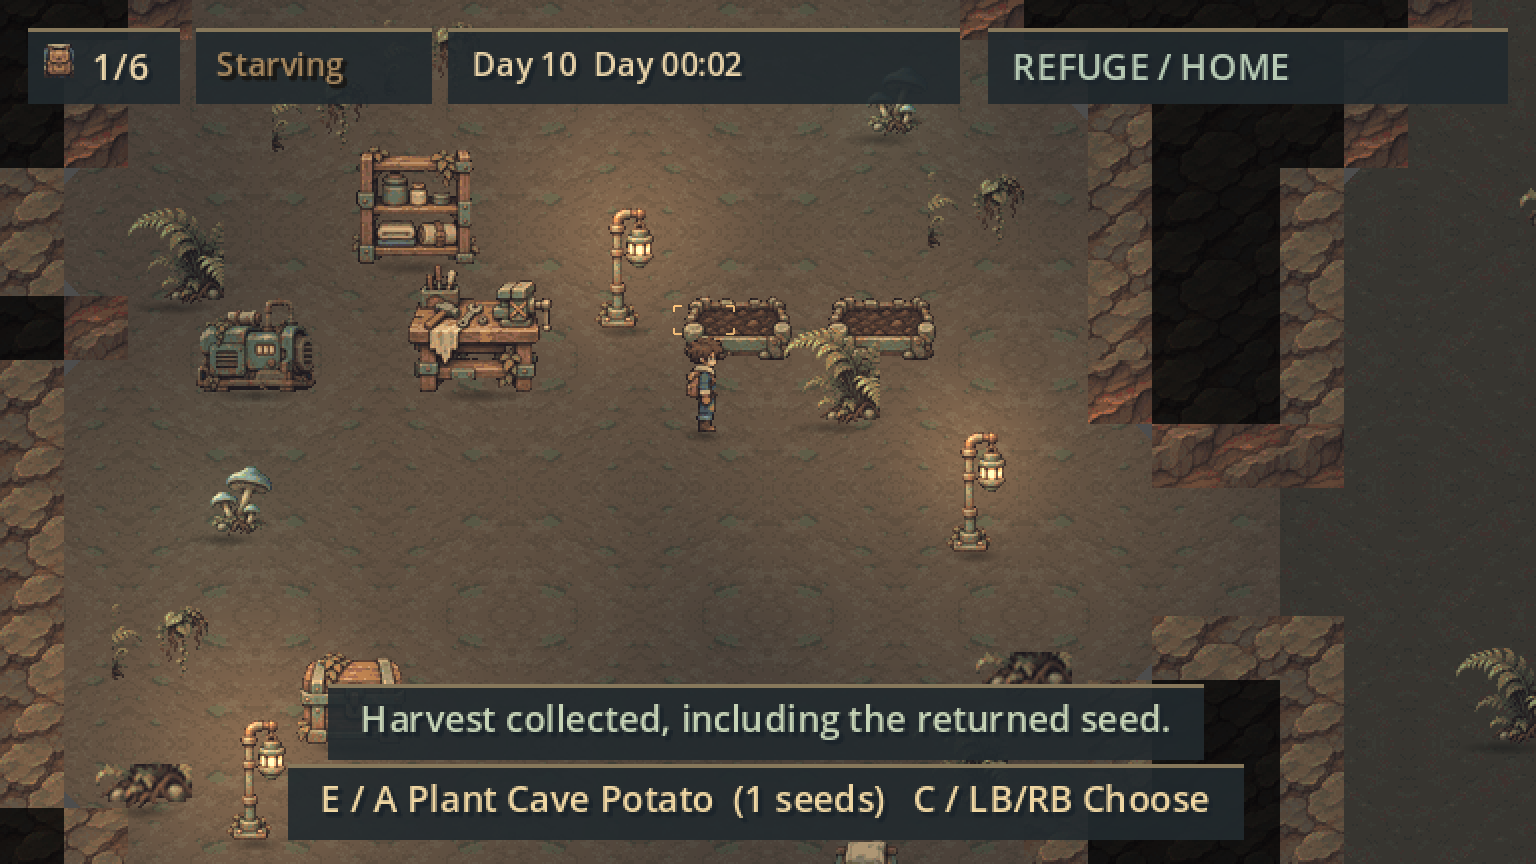 1/6
Starving
Day 10 Day 00:02
REFUGE / HOME
Harvest collected, including the returned seed.
E / A Plant Cave Potato (1 seeds) C / LB/RB Choose